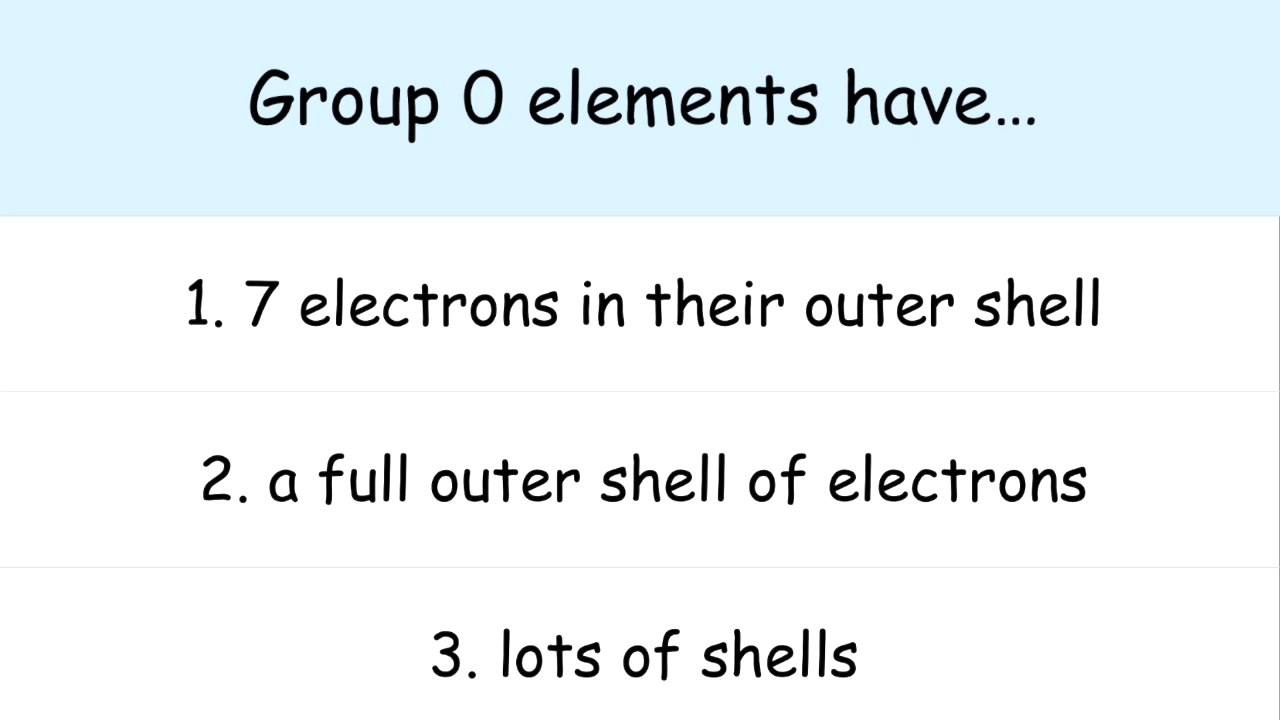 Group 0 elements have...
1. 7 electrons in their outer shell
2. a full outer shell of electrons
3. lots of shells